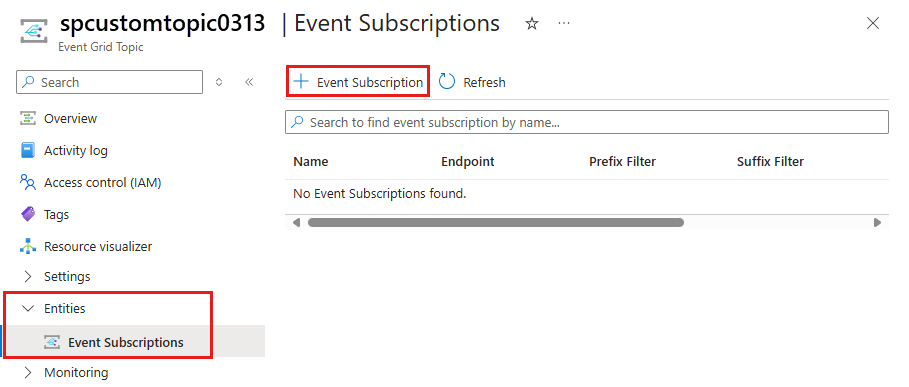 spcustomtopic0313 | Event Subscriptions
Event Grid Topic
Search
Overview
Activity log
Access control (IAM)
Tags
Resource visualizer
Settings
Entities
Event Subscriptions
Monitoring
Event Subscription Refresh
Search to find event subscription by name...
Name Endpoint Prefix Filter Suffix Filter
No Event Subscriptions found.